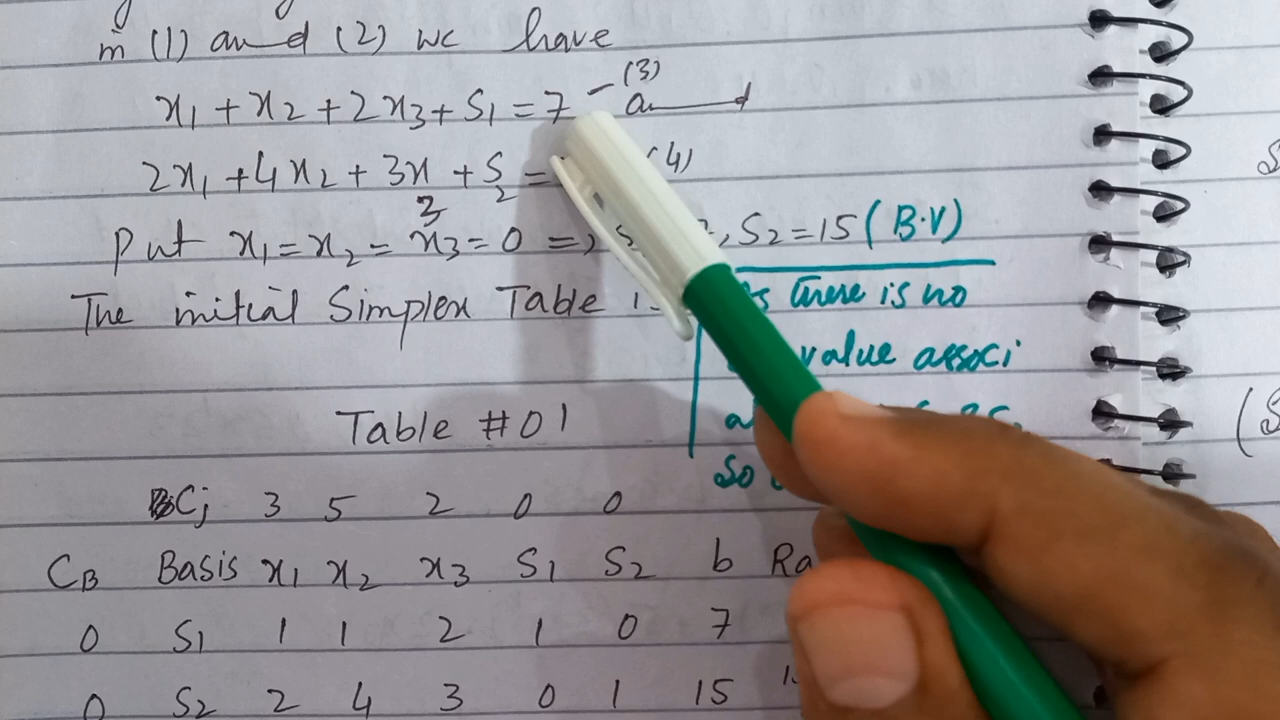 in (1) and (2) we have
x1 + x2 + 2x3 + S1 = 7 - (3) and
2x1 + 4x2 + 3x3 + S2 = (4)
Put x1 = x2 = x3 = 0 => , S2 = 15 (B.V)
The initial Simplex Table
there is no
value associ
so
Table #01
Cj 3 5 2 0 0
CB Basis x1 x2 x3 S1 S2 b
0 S1 1 1 2 1 0 7
0 S2 2 4 3 0 1 15